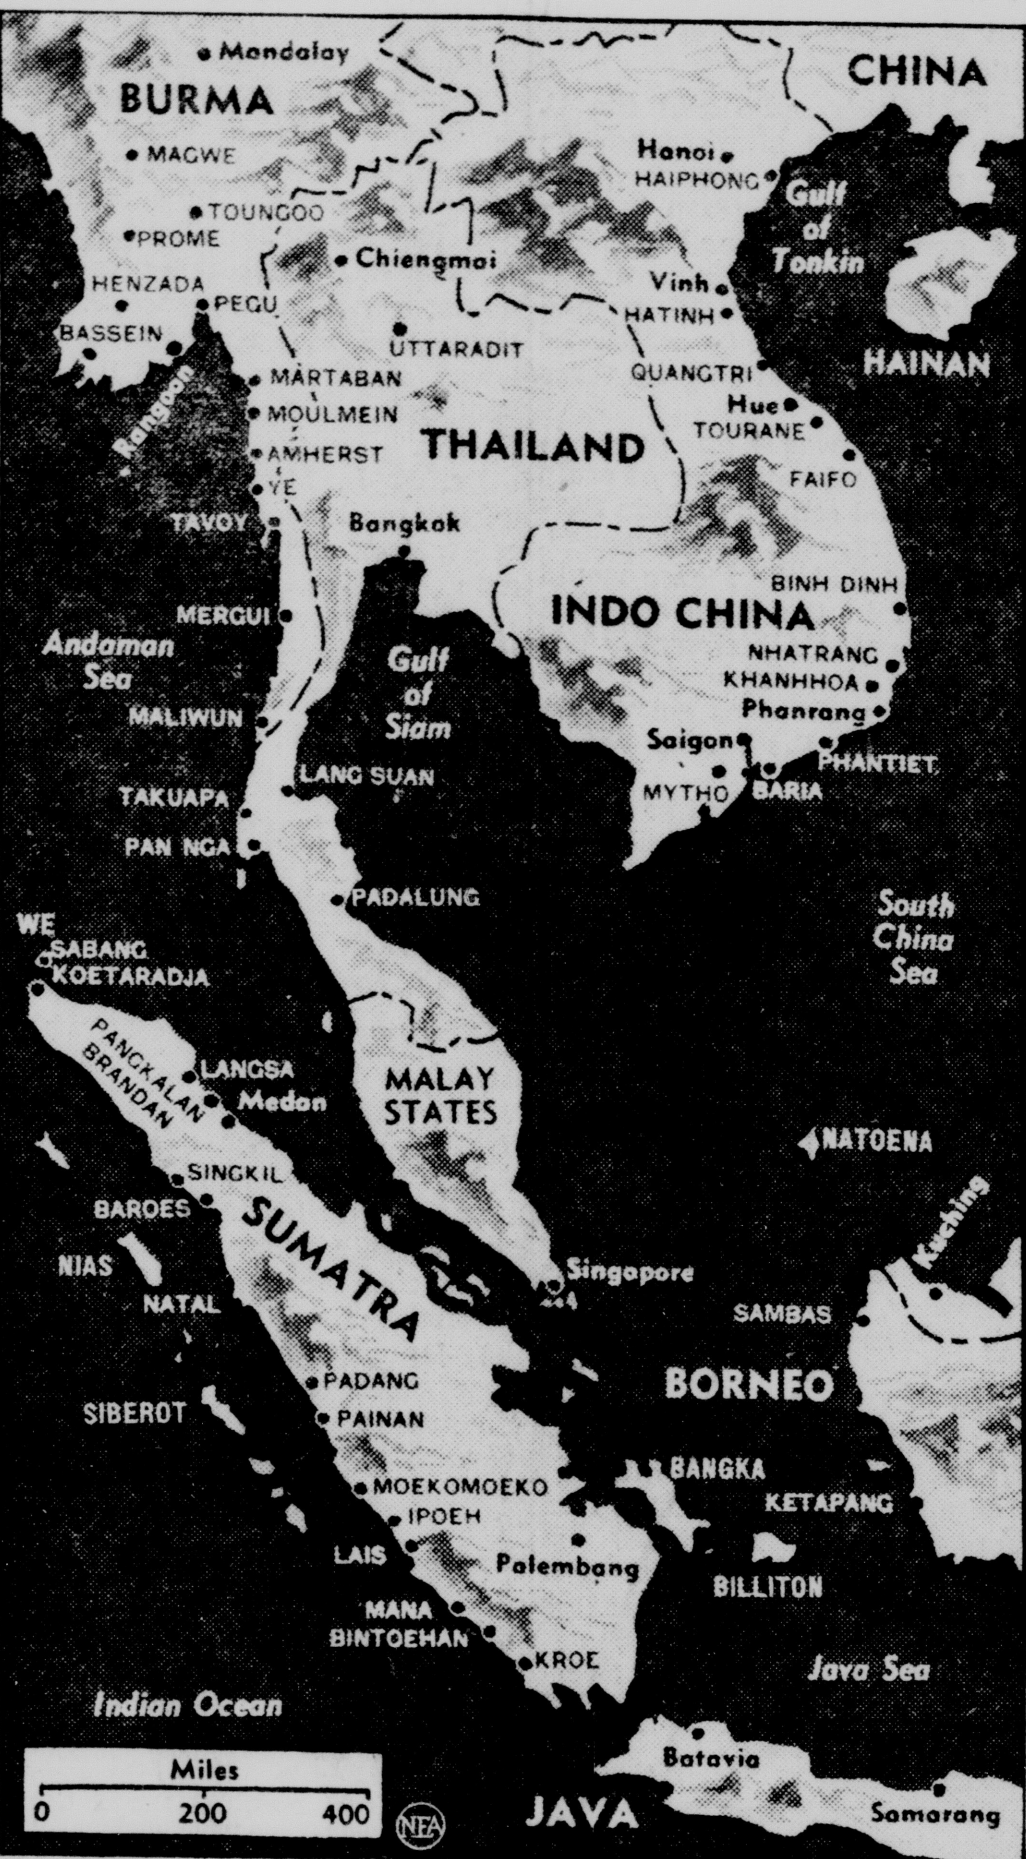 Mandalay
BURMA
CHINA
MAGWE
Hanoi
HAIPHONG
Gulf
of
Tonkin
TOUNGOO
PROME
Chiengmai
HENZADA
PEGU
Vinh
HATINH
BASSEIN
Rangoon
UTTARADIT
HAINAN
MARTABAN
QUANGTRI
MOULMEIN
Hue
TOURANE
AMHERST
THAILAND
FAIFO
YE
TAVOY
Bangkok
BINH DINH
INDO CHINA
MERGUI
Andaman
Sea
Gulf
of
Siam
NHATRANG
KHANHHOA
Phanrang
MALIWUN
Saigon
PHANTIET
LANG SUAN
MYTHO
BARIA
TAKUAPA
PAN NGA
PADALUNG
South
China
Sea
WE
SABANG
KOETARADJA
PANGKALAN
BRANDAN
LANGSA
Medan
MALAY
STATES
NATOENA
SINGKIL
BAROES
SUMATRA
Kuching
NIAS
Singapore
NATAL
SAMBAS
PADANG
BORNEO
SIBEROT
PAINAN
BANGKA
MOEKOMOEKO
KETAPANG
IPOEH
LAIS
Palembang
BILLITON
MANA
BINTOEHAN
KROE
Java Sea
Indian Ocean
Miles
0 200 400
NEA
Batavia
JAVA
Samarang